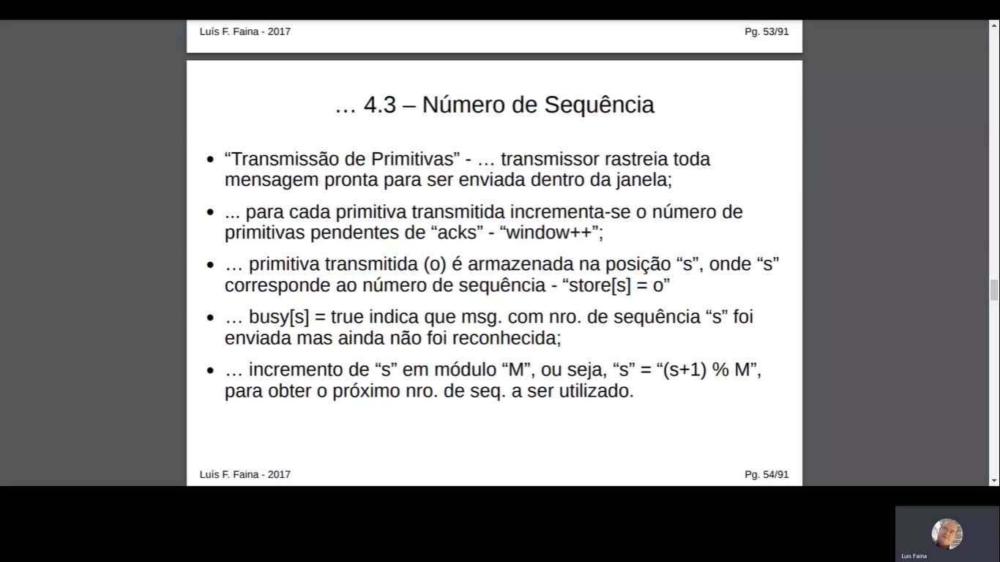 Luís F. Faina - 2017
Pg. 53/91
… 4.3 – Número de Sequência
• “Transmissão de Primitivas” - … transmissor rastreia toda
mensagem pronta para ser enviada dentro da janela;
• ... para cada primitiva transmitida incrementa-se o número de
primitivas pendentes de “acks” - “window++”;
• … primitiva transmitida (o) é armazenada na posição “s”, onde “s”
corresponde ao número de sequência - “store[s] = o”
• … busy[s] = true indica que msg. com nro. de sequência “s” foi
enviada mas ainda não foi reconhecida;
• … incremento de “s” em módulo “M”, ou seja, “s” = “(s+1) % M”,
para obter o próximo nro. de seq. a ser utilizado.
Luís F. Faina - 2017
Pg. 54/91
Luis Faina